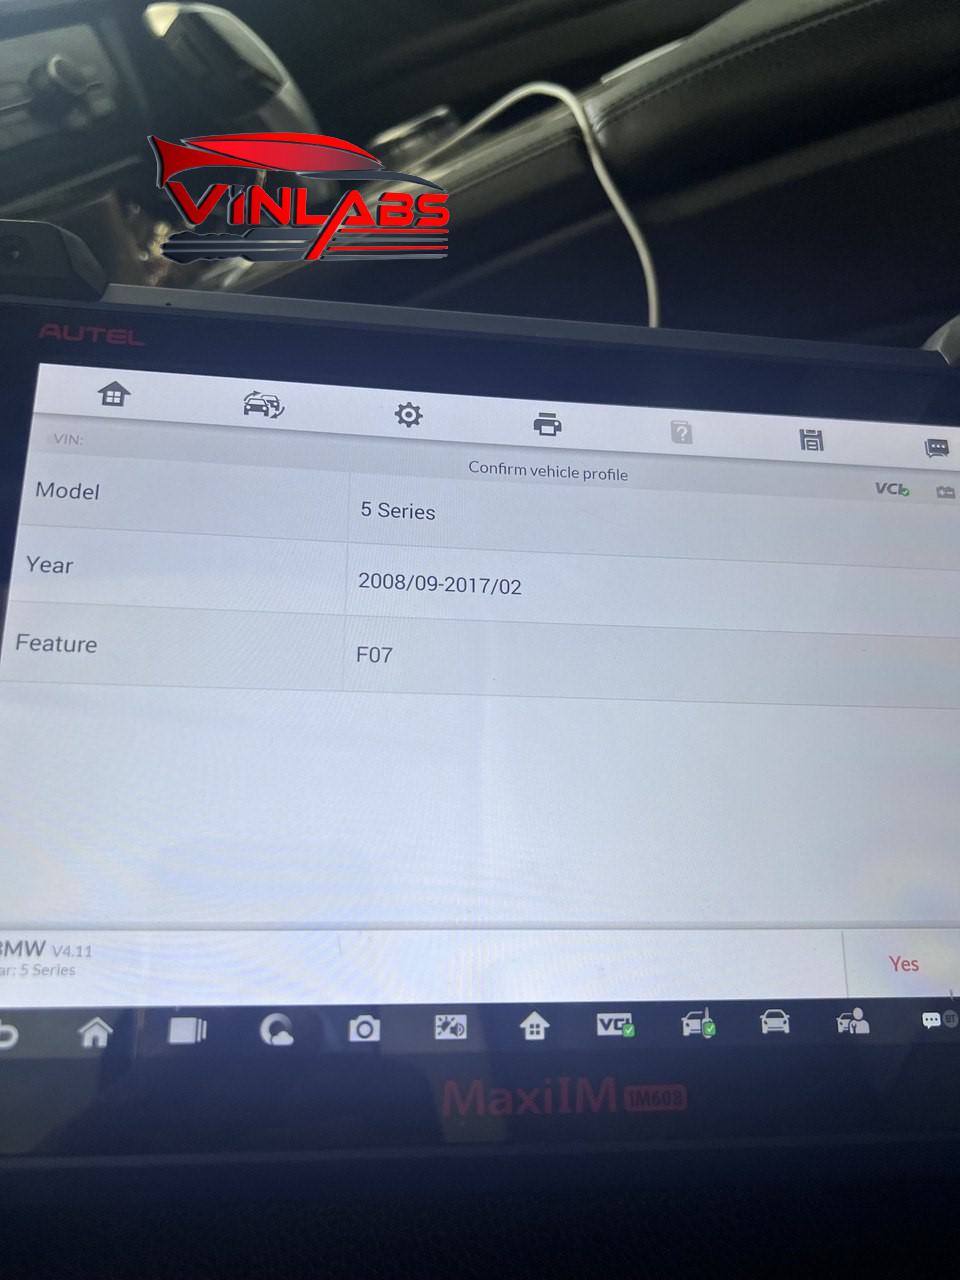 VINLABS
AUTEL
VIN:
Confirm vehicle profile
VCI
Model
5 Series
Year
2008/09-2017/02
Feature
F07
BMW V4.11
ar: 5 Series
Yes
VCI
BT
MaxiIM IM608